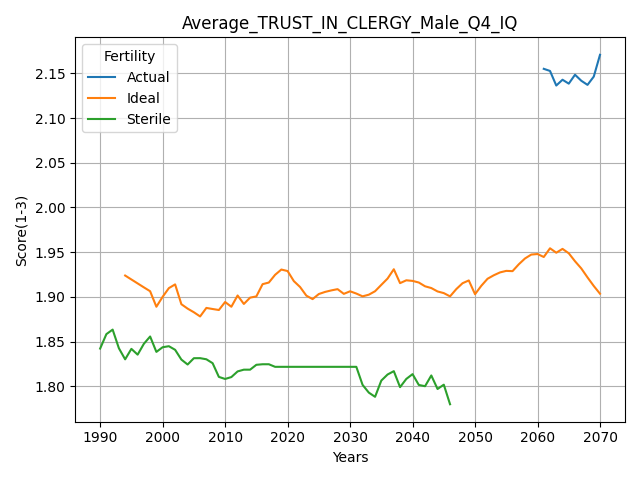 Average_TRUST_IN_CLERGY_Male_Q4_IQ
Fertility
Actual
Ideal
Sterile
Score(1-3)
2.15
2.10
2.05
2.00
1.95
1.90
1.85
1.80
1990 2000 2010 2020 2030 2040 2050 2060 2070
Years